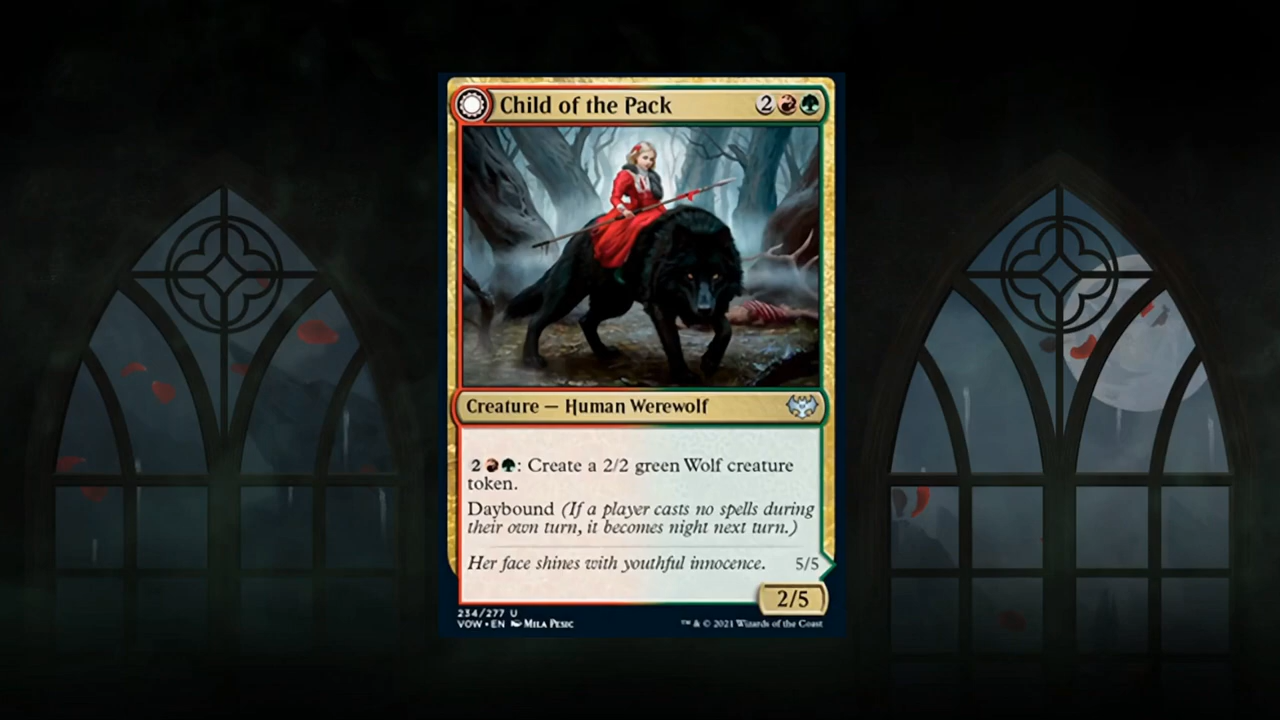 Child of the Pack 2
Creature — Human Werewolf
2 : Create a 2/2 green Wolf creature
token.
Daybound (If a player casts no spells during
their own turn, it becomes night next turn.)
Her face shines with youthful innocence. 5/5
2/5
234/277 U
VOW • EN Mila Pesic ™ & © 2021 Wizards of the Coast